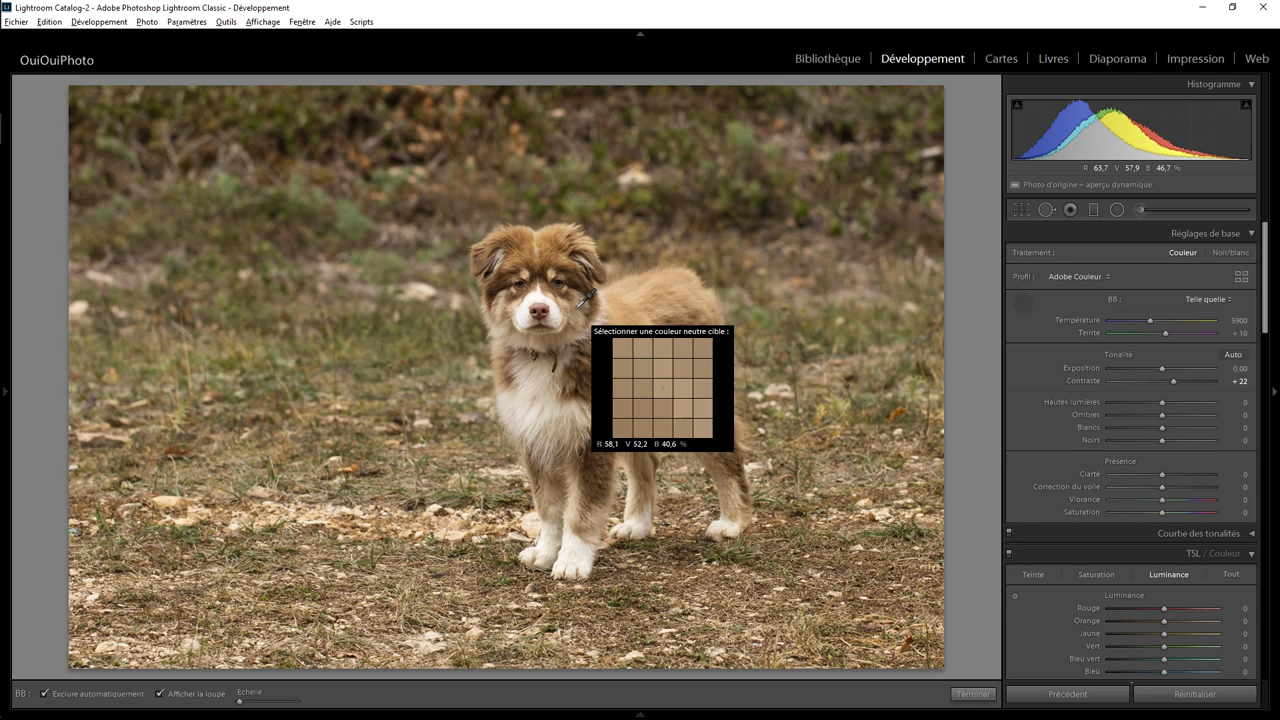 Lightroom Catalog-2 - Adobe Photoshop Lightroom Classic - Développement
Fichier Edition Développement Photo Paramètres Outils Affichage Fenêtre Aide Scripts
OuiOuiPhoto
Bibliothèque | Développement | Cartes | Livres | Diaporama | Impression | Web
Histogramme
R 63,7 V 57,9 B 46,7 %
Photo d'origine + aperçu dynamique
Réglages de base
Traitement : Couleur Noir/blanc
Profil : Adobe Couleur
BB : Telle quelle
Température 5900
Teinte + 10
Tonalité Auto
Exposition 0,00
Contraste + 22
Hautes lumières 0
Ombres 0
Blancs 0
Noirs 0
Présence
Clarté 0
Correction du voile 0
Vibrance 0
Saturation 0
Courbe des tonalités
TSL / Couleur
Teinte Saturation Luminance Tout
Luminance
Rouge 0
Orange 0
Jaune 0
Vert 0
Bleu vert 0
Bleu 0
Sélectionner une couleur neutre cible :
R 58,1 V 52,2 B 40,6 %
BB : Exclure automatiquement Afficher la loupe Echelle Terminer
Précédent Réinitialiser